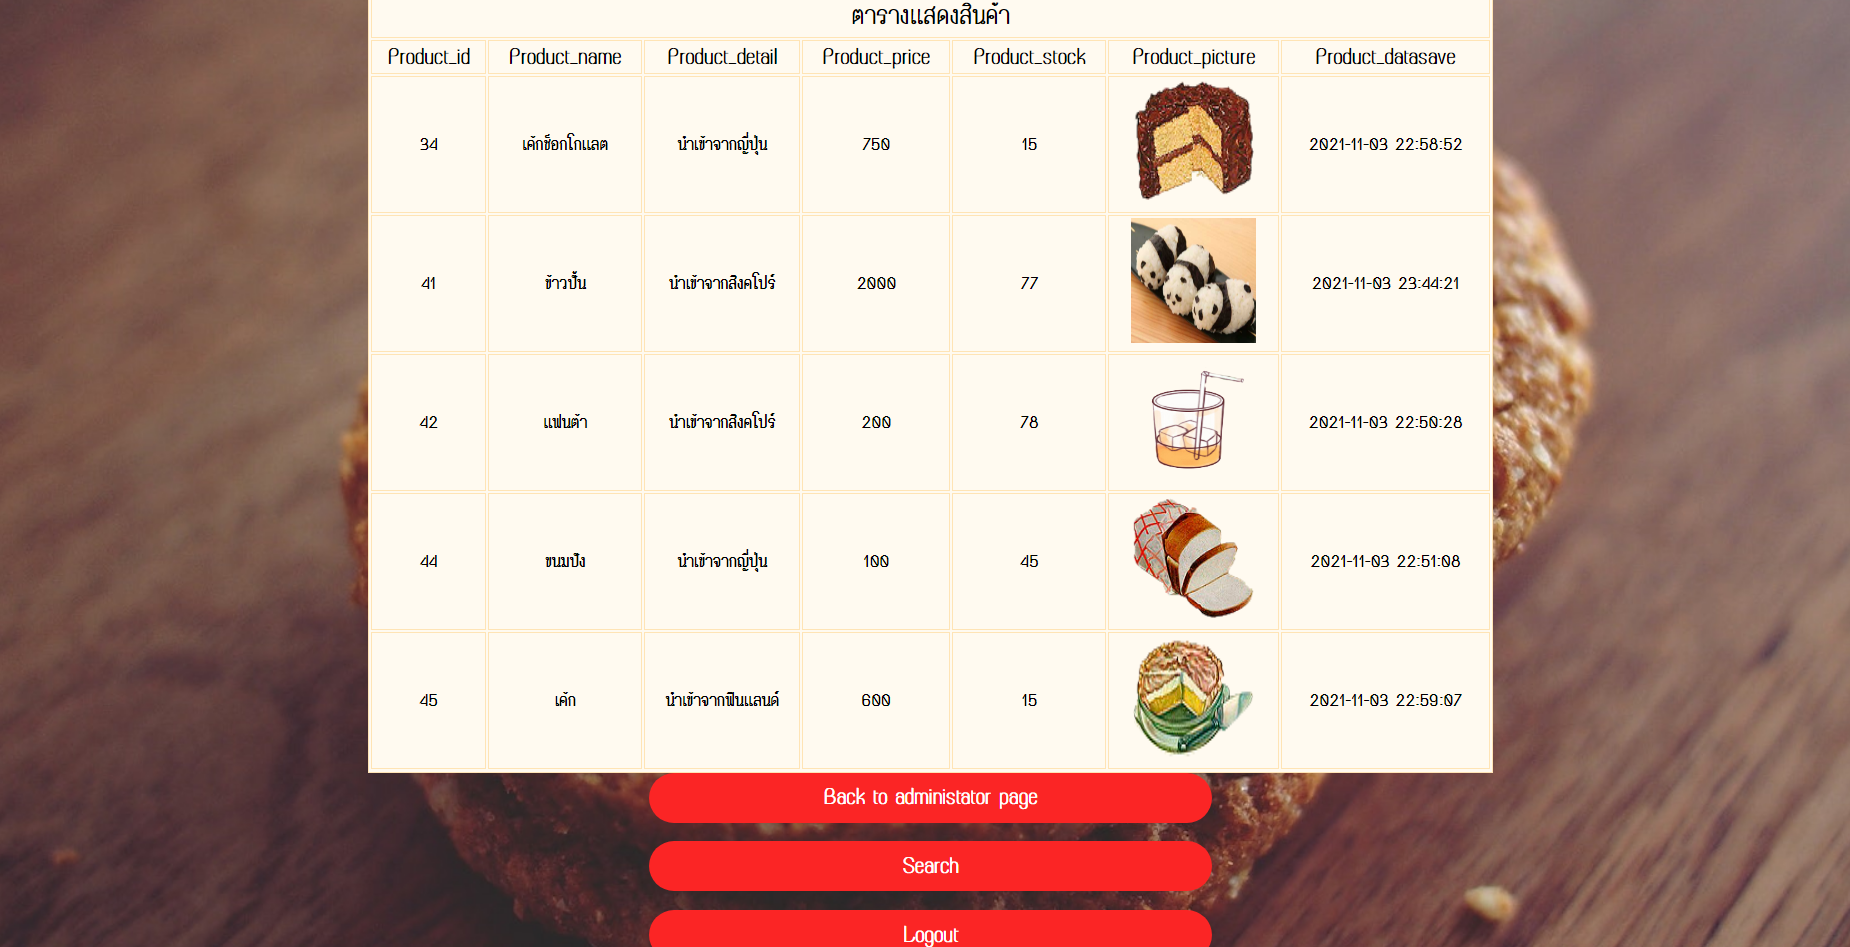 ตารางแสดงสินค้า
Product_id Product_name Product_detail Product_price Product_stock Product_picture Product_datasave
34 เค้กช็อกโกแลต นำเข้าจากญี่ปุ่น 750 15 2021-11-03 22:58:52
41 ข้าวปั้น นำเข้าจากสิงคโปร์ 2000 77 2021-11-03 23:44:21
42 แฟนต้า นำเข้าจากสิงคโปร์ 200 78 2021-11-03 22:50:28
44 ขนมปัง นำเข้าจากญี่ปุ่น 100 45 2021-11-03 22:51:08
45 เค้ก นำเข้าจากฟินแลนด์ 600 15 2021-11-03 22:59:07
Back to administator page
Search
Logout